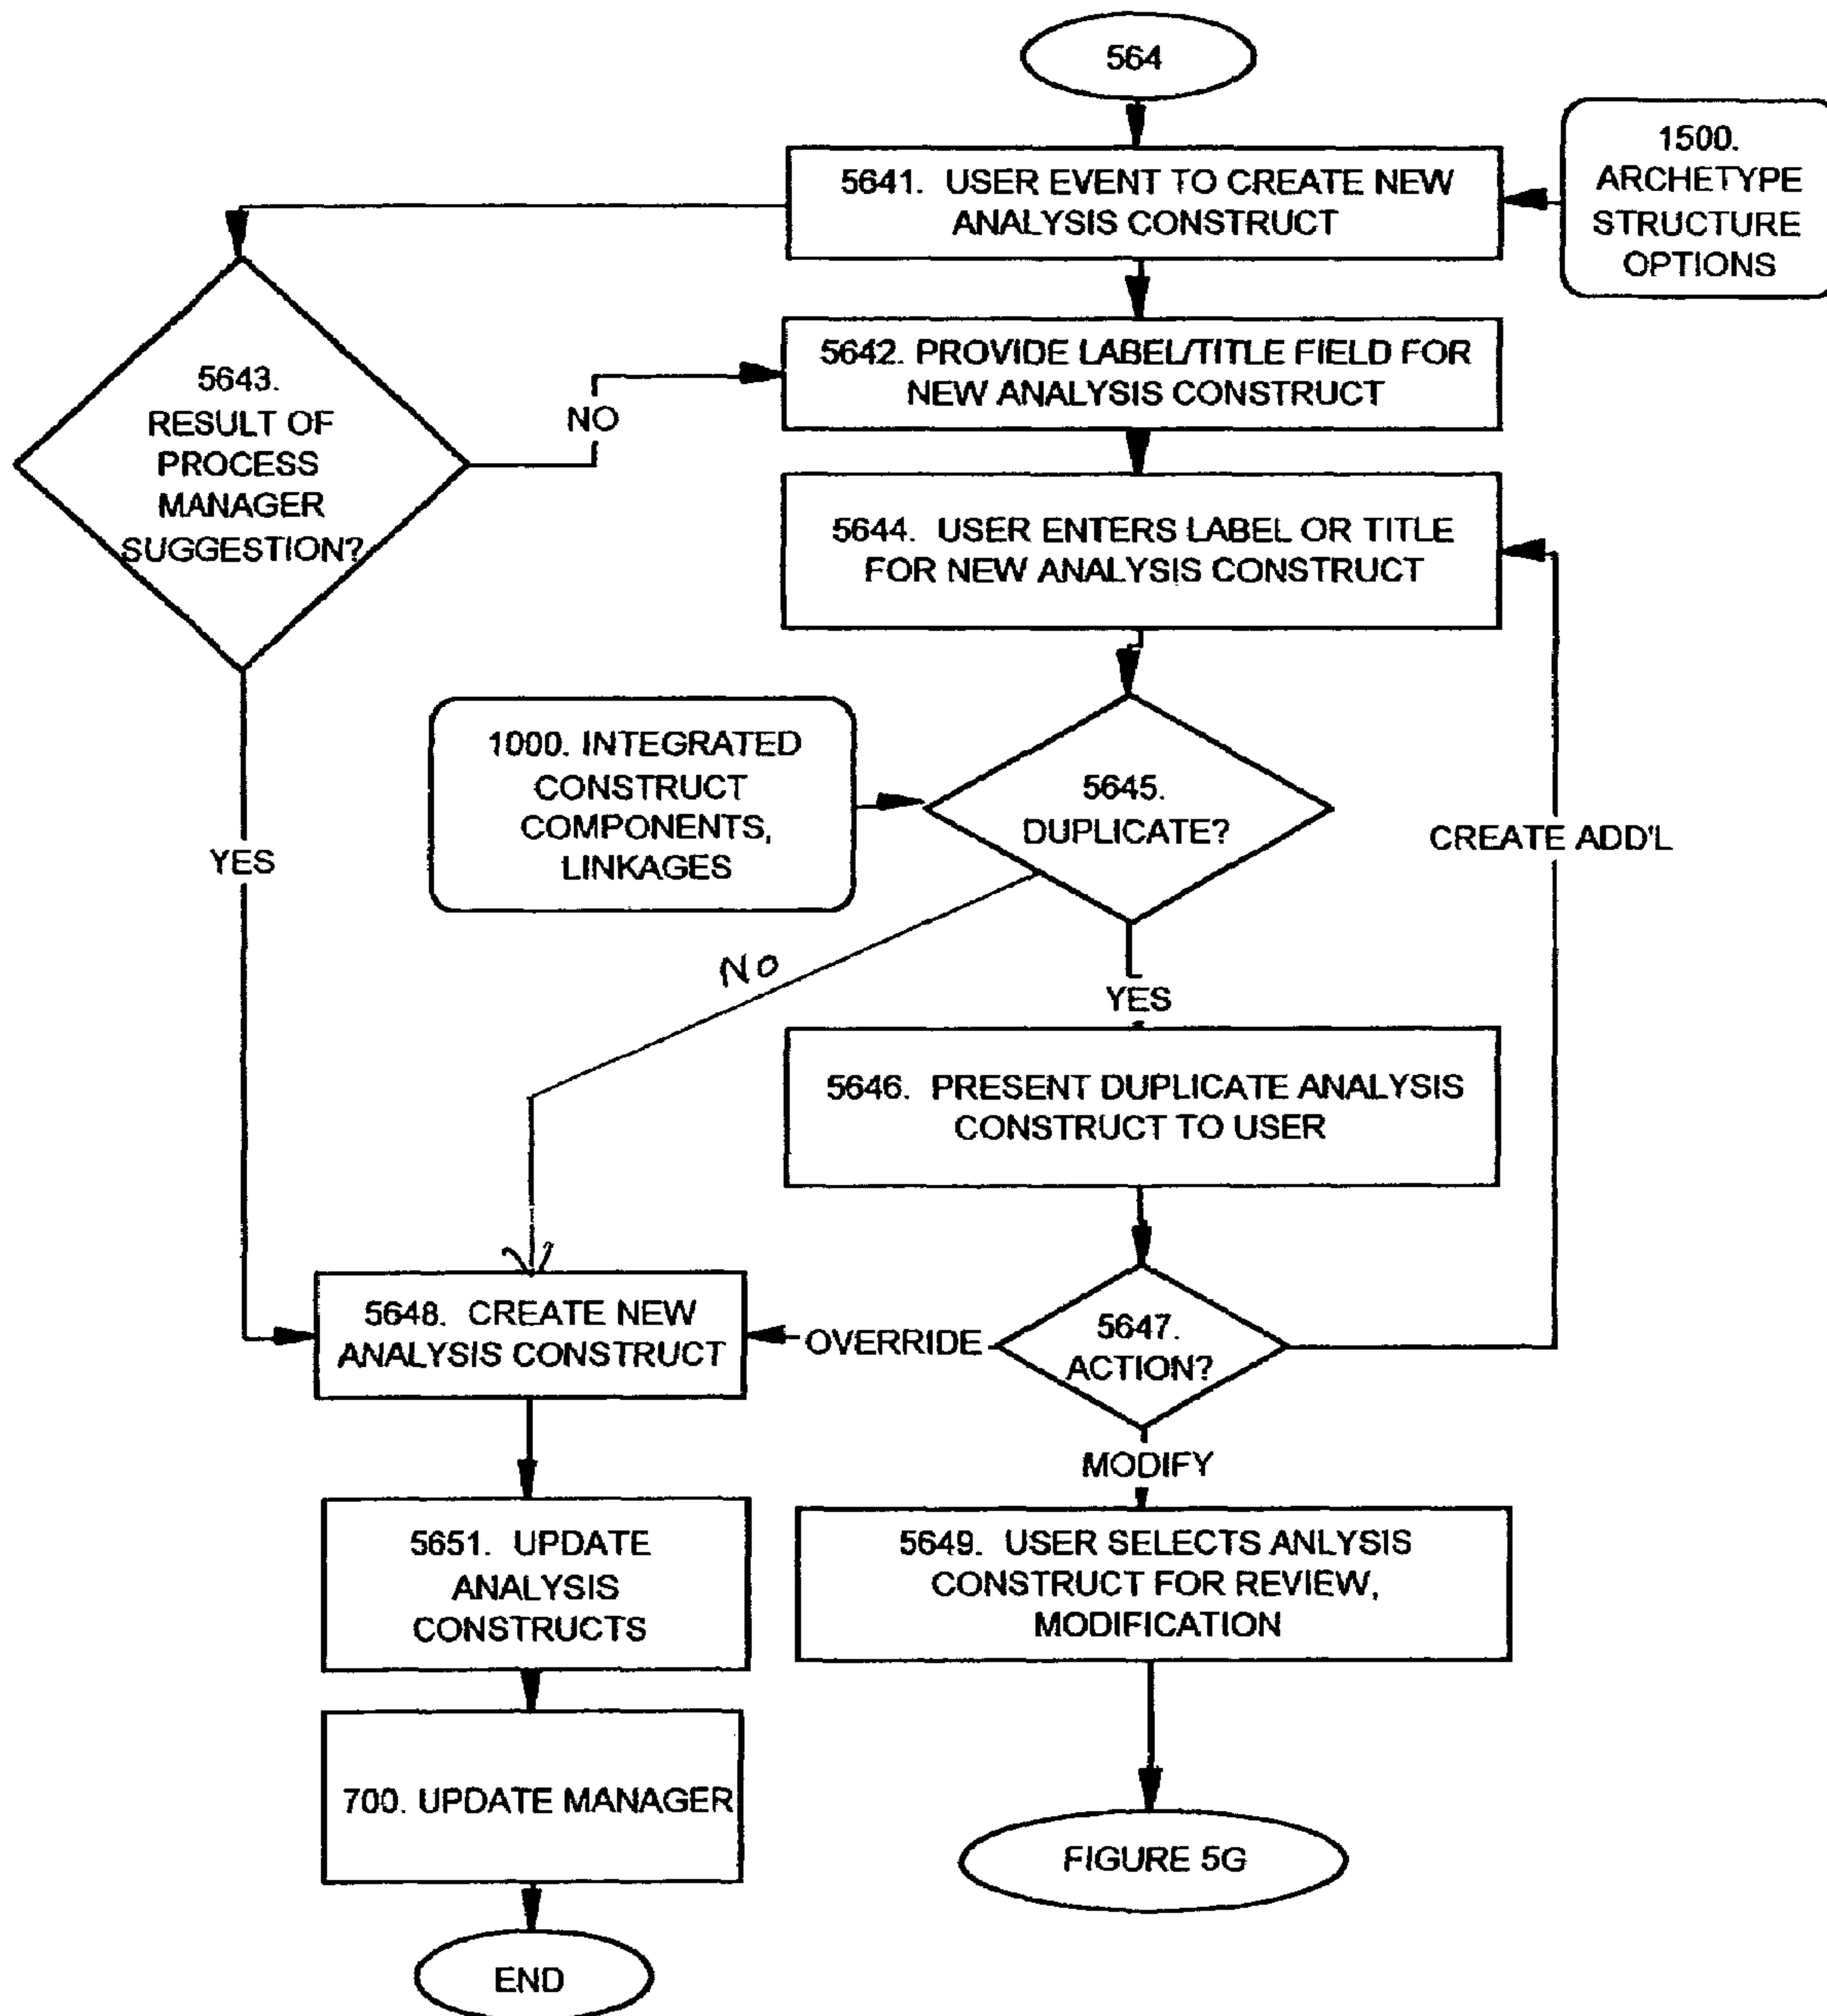 564
1500.
ARCHETYPE
STRUCTURE
OPTIONS
5641. USER EVENT TO CREATE NEW
ANALYSIS CONSTRUCT
5642. PROVIDE LABEL/TITLE FIELD FOR
NEW ANALYSIS CONSTRUCT
5643.
RESULT OF
PROCESS
MANAGER
SUGGESTION?
NO
5644. USER ENTERS LABEL OR TITLE
FOR NEW ANALYSIS CONSTRUCT
1000. INTEGRATED
CONSTRUCT
COMPONENTS,
LINKAGES
5645.
DUPLICATE?
CREATE ADD'L
YES
NO
YES
5646. PRESENT DUPLICATE ANALYSIS
CONSTRUCT TO USER
5648. CREATE NEW
ANALYSIS CONSTRUCT
OVERRIDE
5647.
ACTION?
MODIFY
5651. UPDATE
ANALYSIS
CONSTRUCTS
5649. USER SELECTS ANLYSIS
CONSTRUCT FOR REVIEW,
MODIFICATION
700. UPDATE MANAGER
FIGURE 5G
END